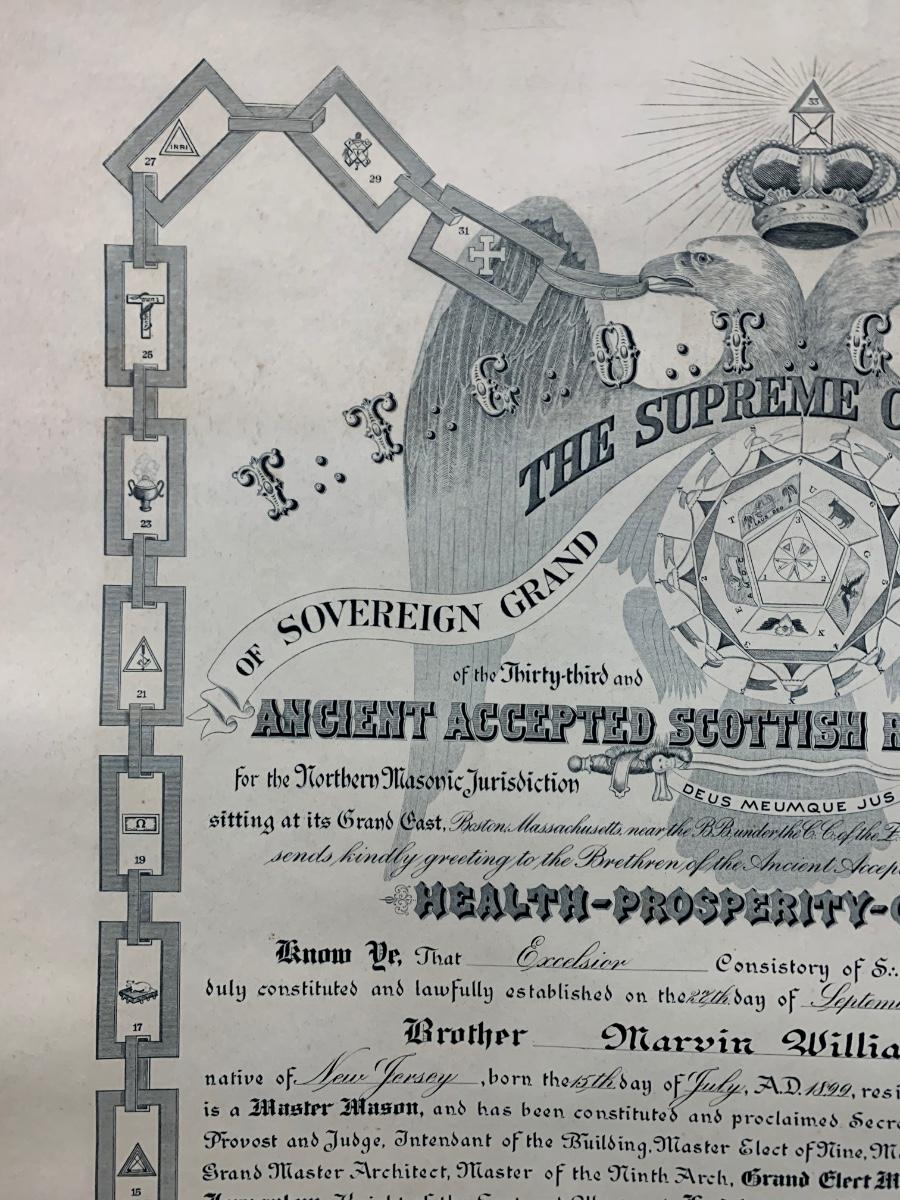 33
27
INRI
29
31
25
T∴ T∴ G∴ O∴ T∴ G
THE SUPREME C
23
OF SOVEREIGN GRAND
21
of the Thirty-third and
ANCIENT ACCEPTED SCOTTISH R
for the Northern Masonic Jurisdiction
DEUS MEUMQUE JUS
sitting at its Grand East, Boston, Massachusetts, near the B.B. under the C.C. of the Z
19
Ω
sends kindly greeting to the Brethren of the Ancient Accep
HEALTH-PROSPERITY-
Know Ye, That Excelsior Consistory of S∴
duly constituted and lawfully established on the 27th day of Septem
17
Brother Marvin Willia
native of New Jersey, born the 15th day of July, A.D. 1899, resi
is a Master Mason, and has been constituted and proclaimed Secre
Provost and Judge, Intendant of the Building, Master Elect of Nine, Ma
Grand Master Architect, Master of the Ninth Arch, Grand Elect M
15